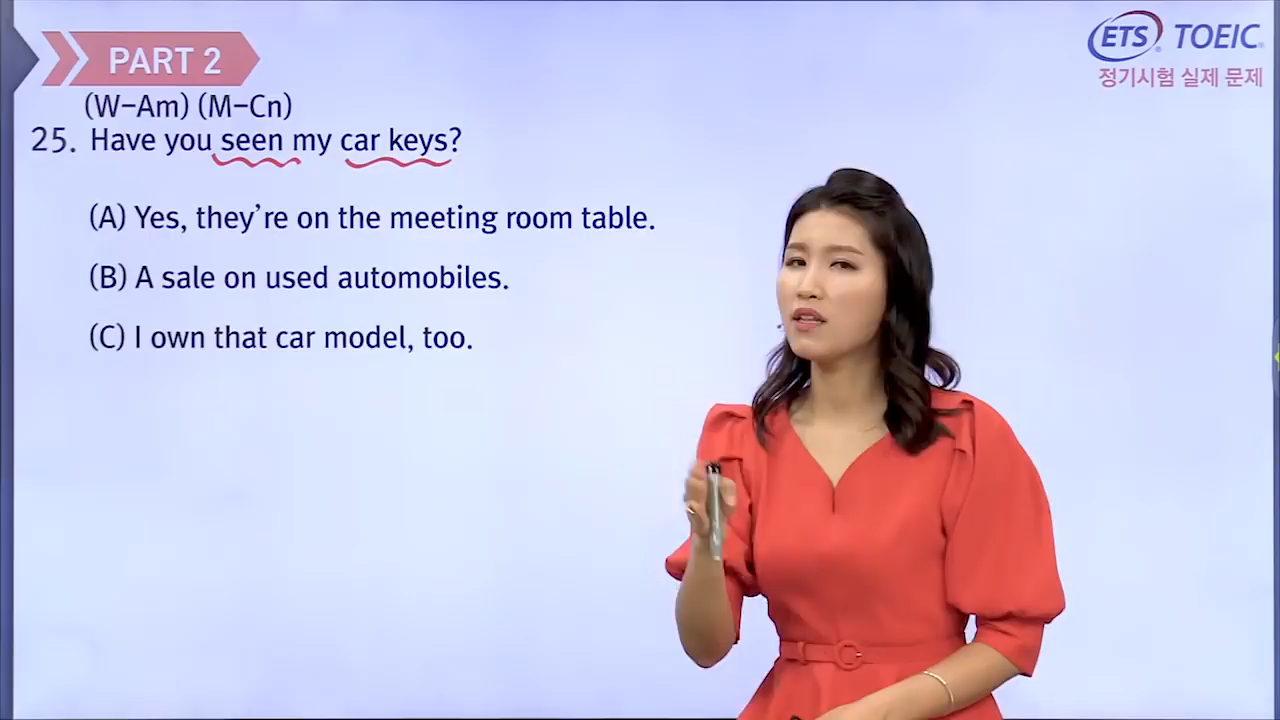 PART 2
ETS TOEIC
정기시험 실제 문제
(W-Am) (M-Cn)
25. Have you seen my car keys?
(A) Yes, they're on the meeting room table.
(B) A sale on used automobiles.
(C) I own that car model, too.